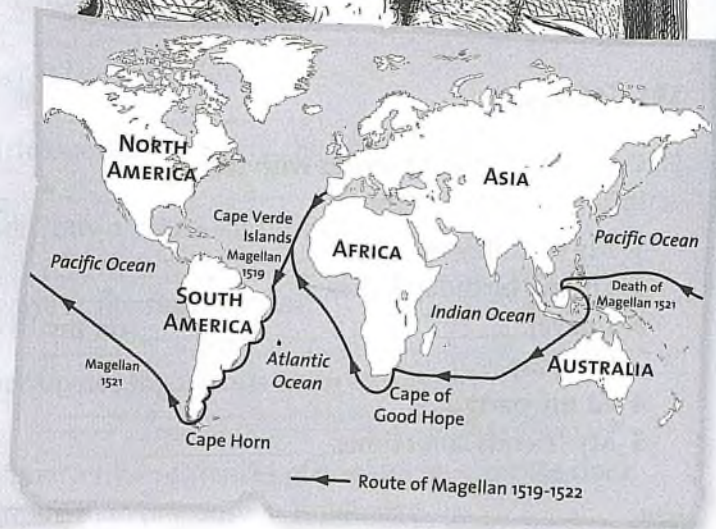 NORTH
AMERICA
ASIA
Cape Verde
Islands
Magellan
1519
AFRICA
Pacific Ocean
Pacific Ocean
Death of
Magellan 1521
SOUTH
AMERICA
Indian Ocean
Magellan
1521
Atlantic
Ocean
AUSTRALIA
Cape of
Good Hope
Cape Horn
Route of Magellan 1519-1522